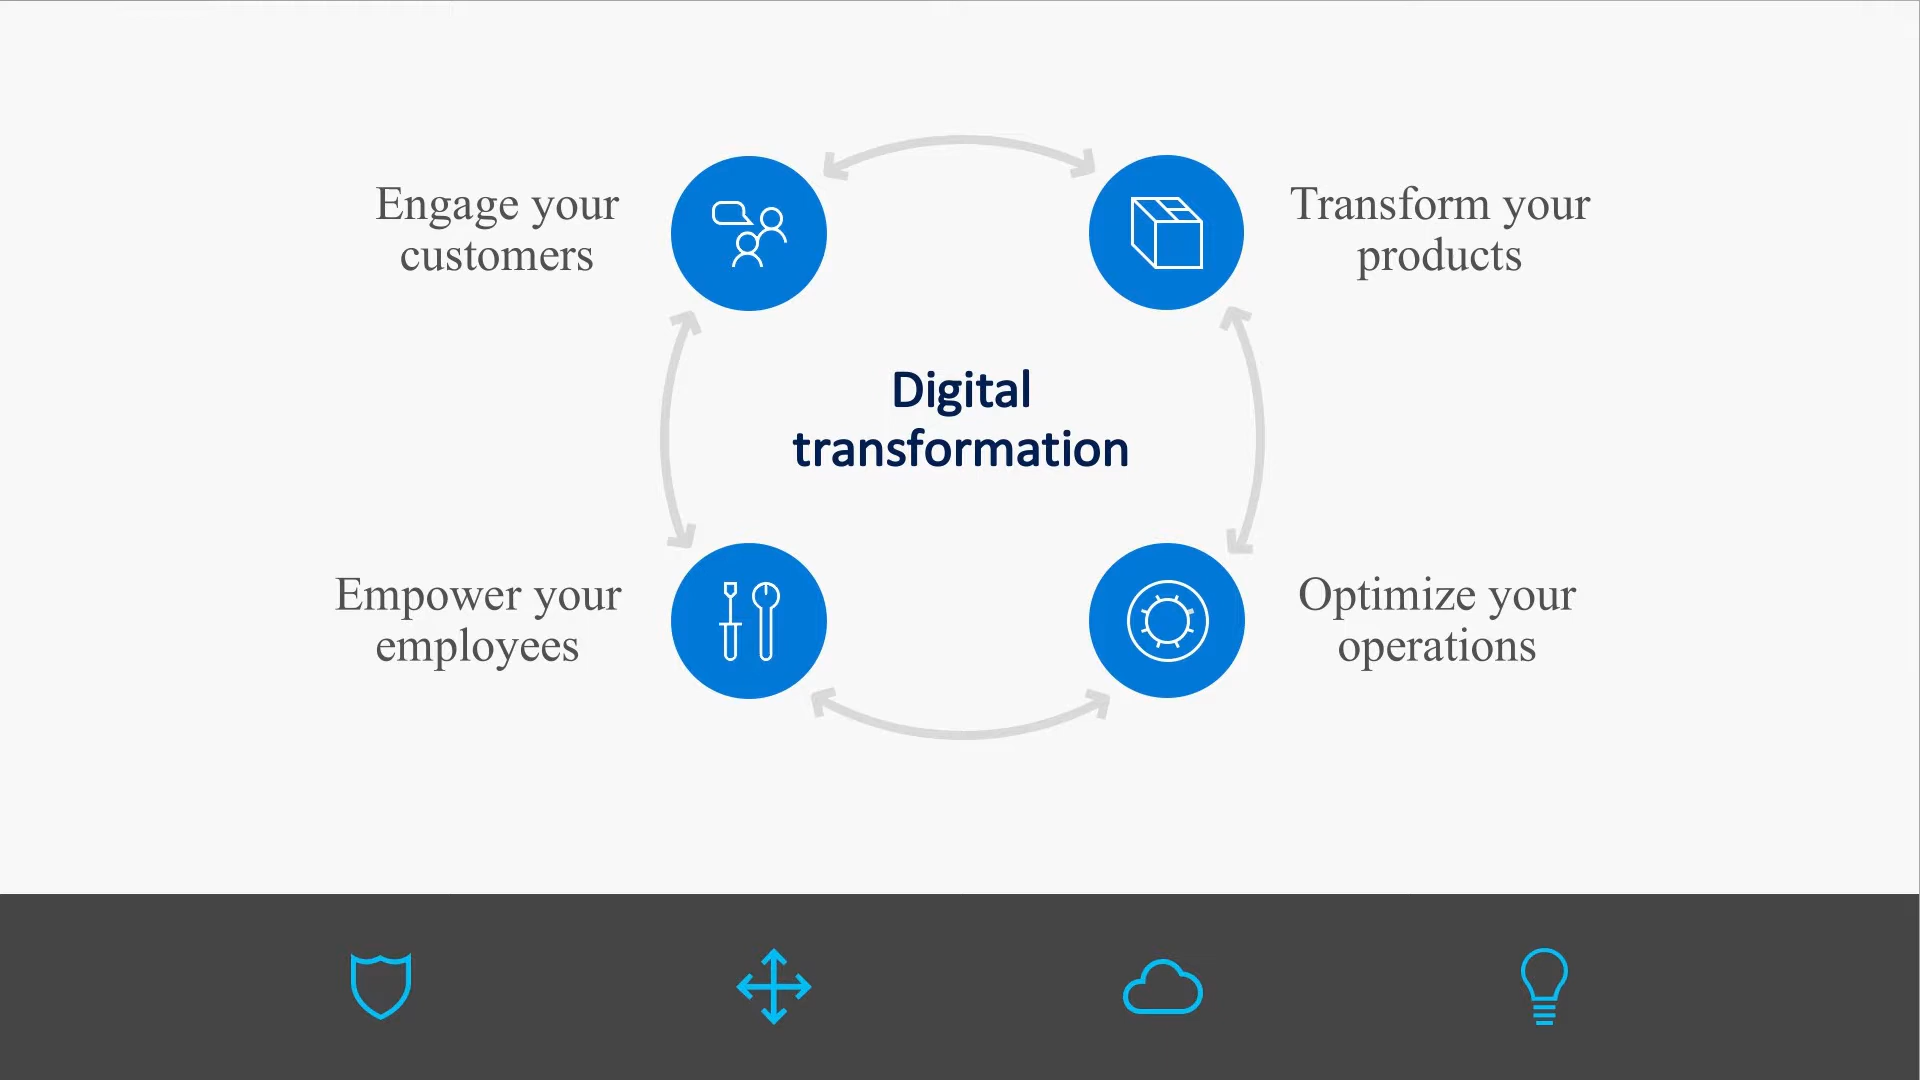 Engage your
customers
Transform your
products
Digital
transformation
Empower your
employees
Optimize your
operations